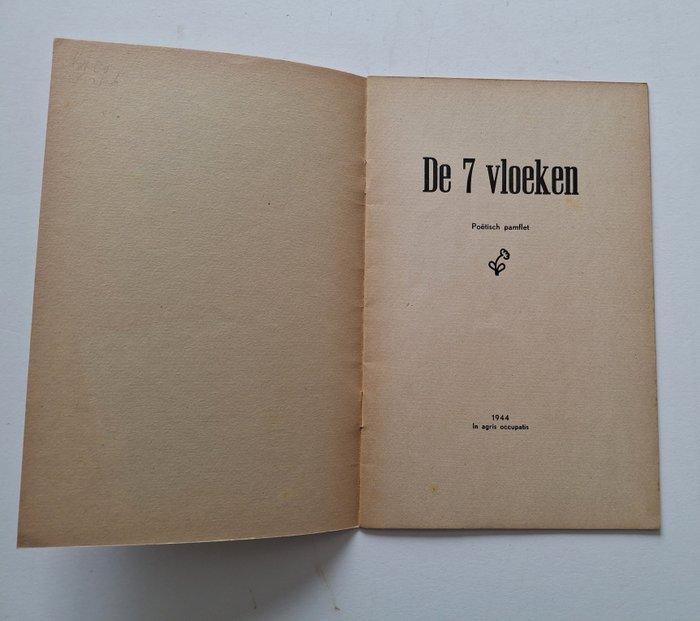 De 7 vloeken
Poëtisch pamflet
1944
In agris occupatis